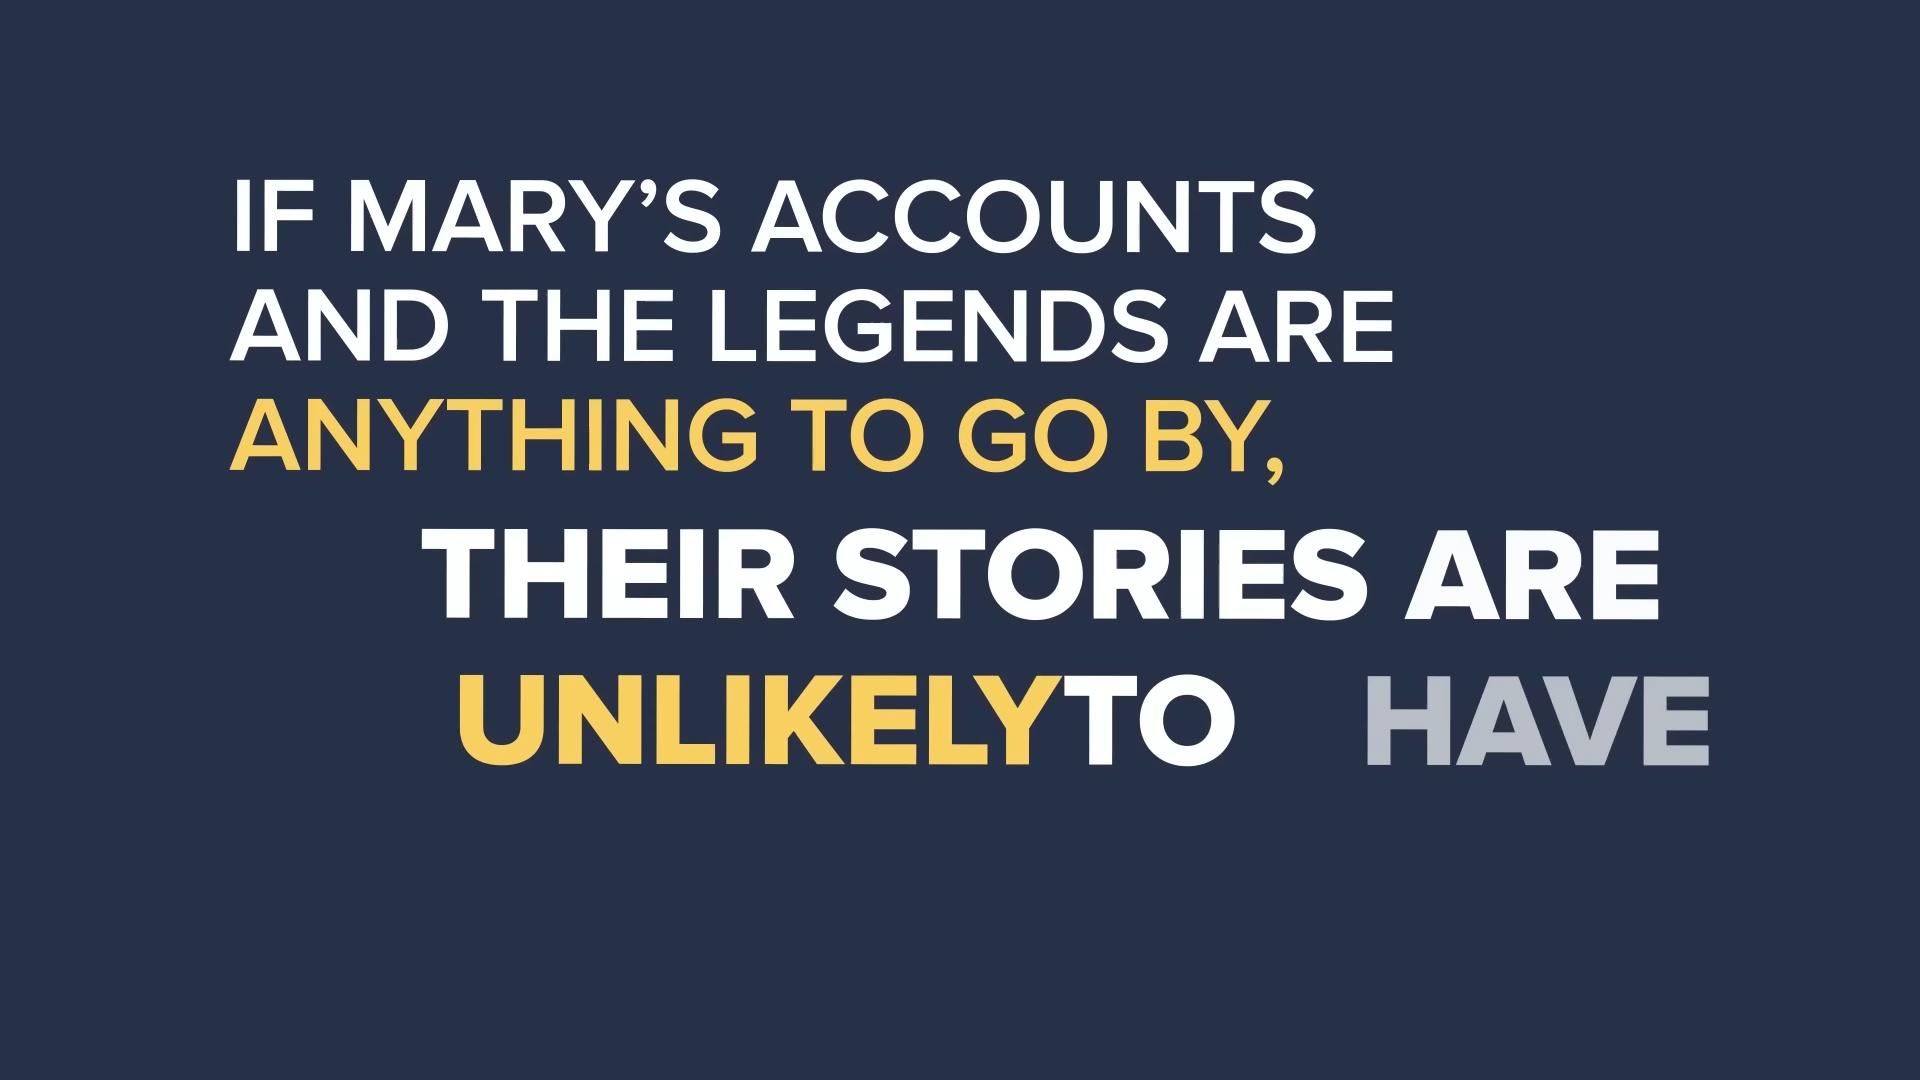 IF MARY’S ACCOUNTS
AND THE LEGENDS ARE
ANYTHING TO GO BY,
THEIR STORIES ARE
UNLIKELYTO HAVE